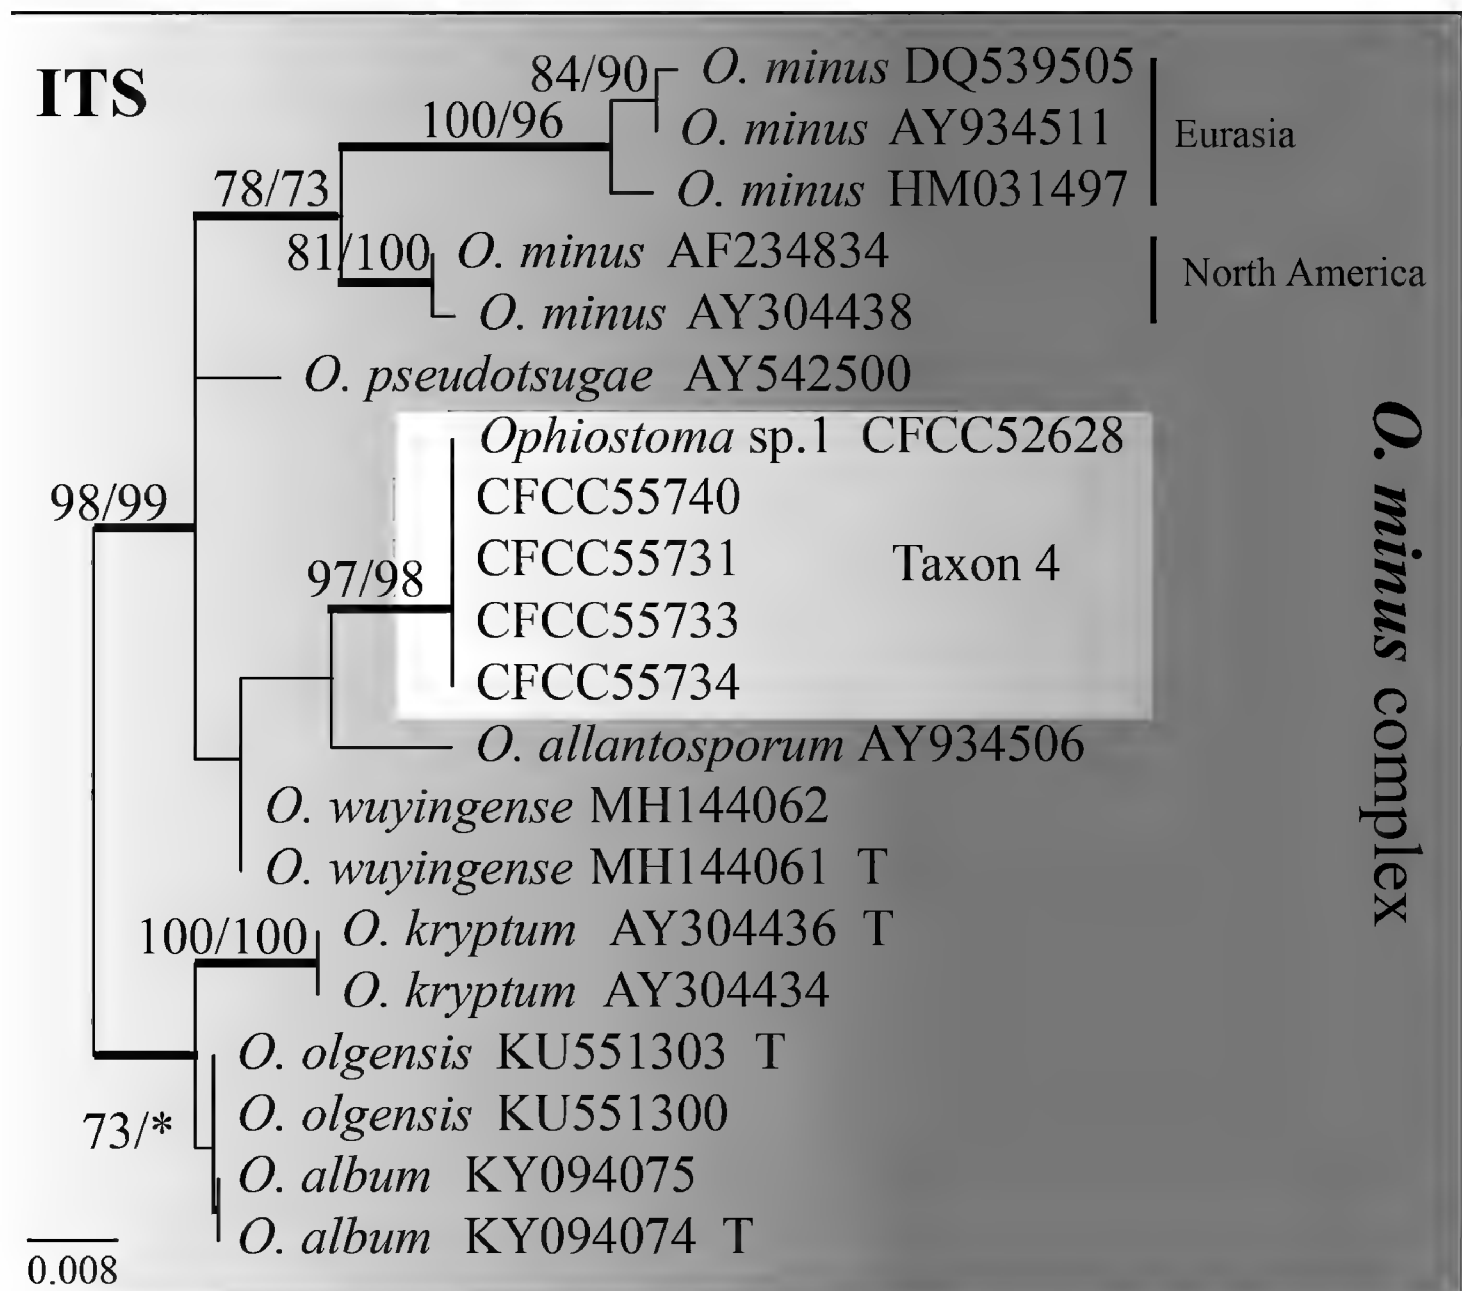 ITS
84/90
O. minus DQ539505
100/96
O. minus AY934511
Eurasia
78/73
O. minus HM031497
81/100
O. minus AF234834
North America
O. minus AY304438
O. pseudotsugae AY542500
Ophiostoma sp.1 CFCC52628
98/99
CFCC55740
97/98
CFCC55731
Taxon 4
CFCC55733
CFCC55734
O. allantosporum AY934506
O. wuyingense MH144062
O. wuyingense MH144061 T
100/100
O. kryptum AY304436 T
O. kryptum AY304434
O. olgensis KU551303 T
73/*
O. olgensis KU551300
O. album KY094075
O. album KY094074 T
0.008
O. minus complex